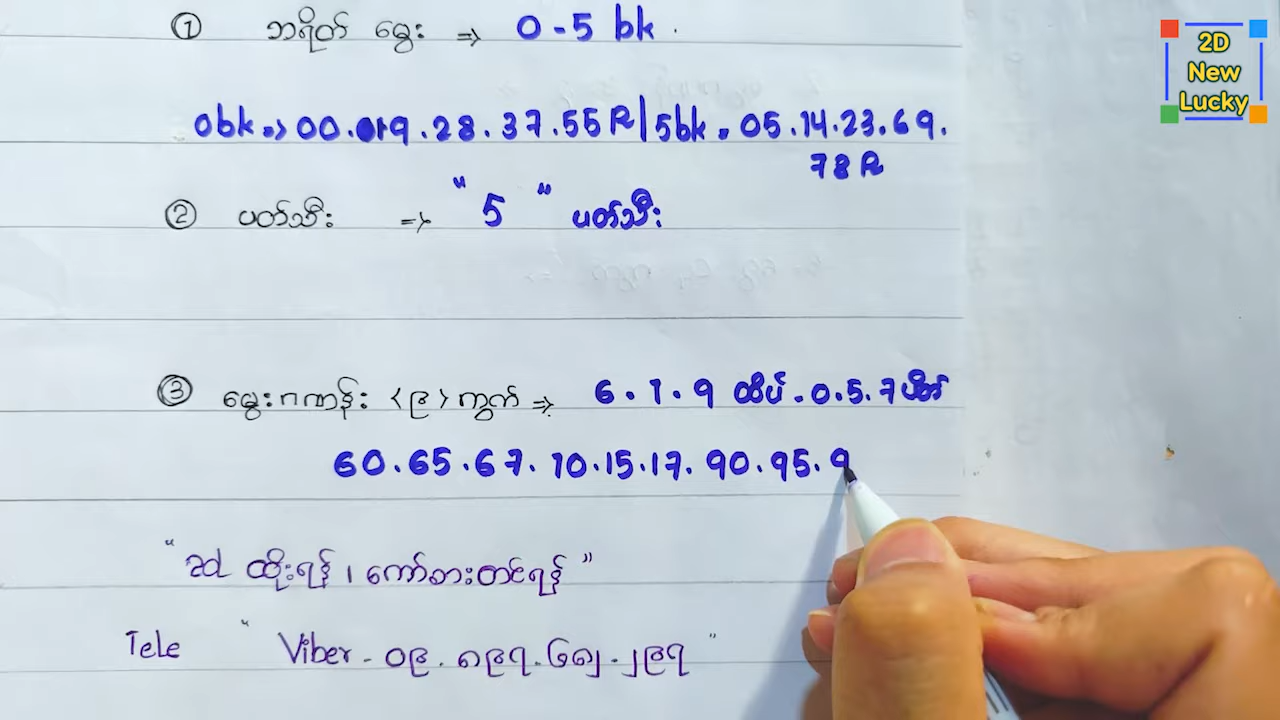 ① ဘရိတ် မွေး ⇒ 0-5 bk.
0bk ⇒ 00.019.28.37.55 R | 5bk = 05.14.23.69.
78 R
② ပတ်သီး ⇒ " 5 " ပတ်သီး
③ မွေးဂဏန်း <၉> ကွက် ⇒ 6.1.9 ထိပ်-0.5.7 ပိတ်
60.65.67.10.15.17.90.95.9
" 2d ထိုးရန်၊ ကော်စားတင်ရန် "
Tele " Viber - ၀၉.၈၉၇.၆၈၂.၂၉၇ "
2D
New
Lucky